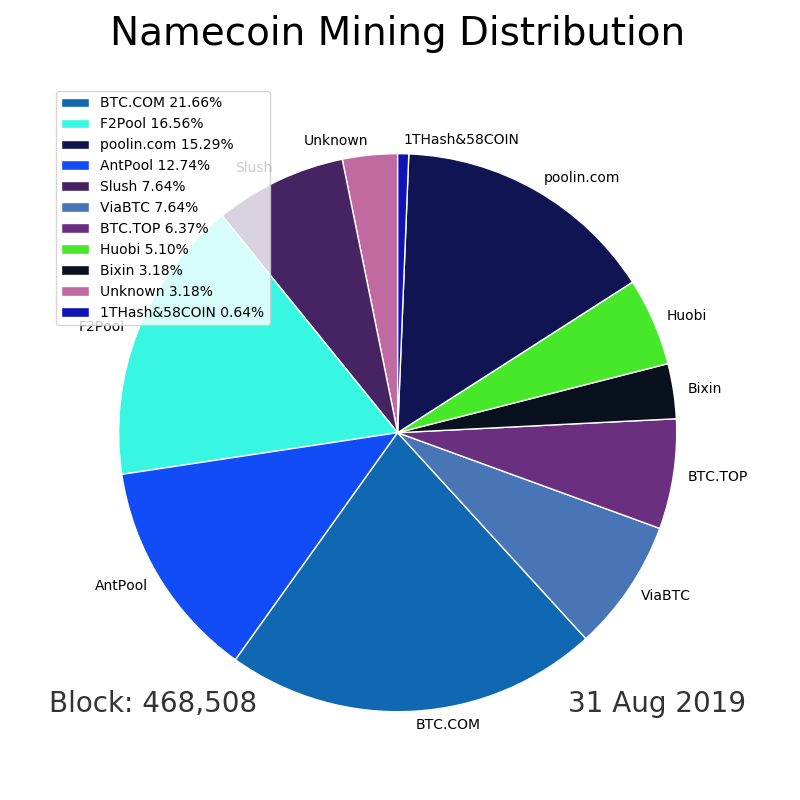 Namecoin Mining Distribution
BTC.COM 21.66%
F2Pool 16.56%
poolin.com 15.29%
AntPool 12.74%
Slush 7.64%
ViaBTC 7.64%
BTC.TOP 6.37%
Huobi 5.10%
Bixin 3.18%
Unknown 3.18%
1THash&58COIN 0.64%
Unknown
1THash&58COIN
Slush
poolin.com
Huobi
F2Pool
Bixin
BTC.TOP
AntPool
ViaBTC
BTC.COM
Block: 468,508
31 Aug 2019